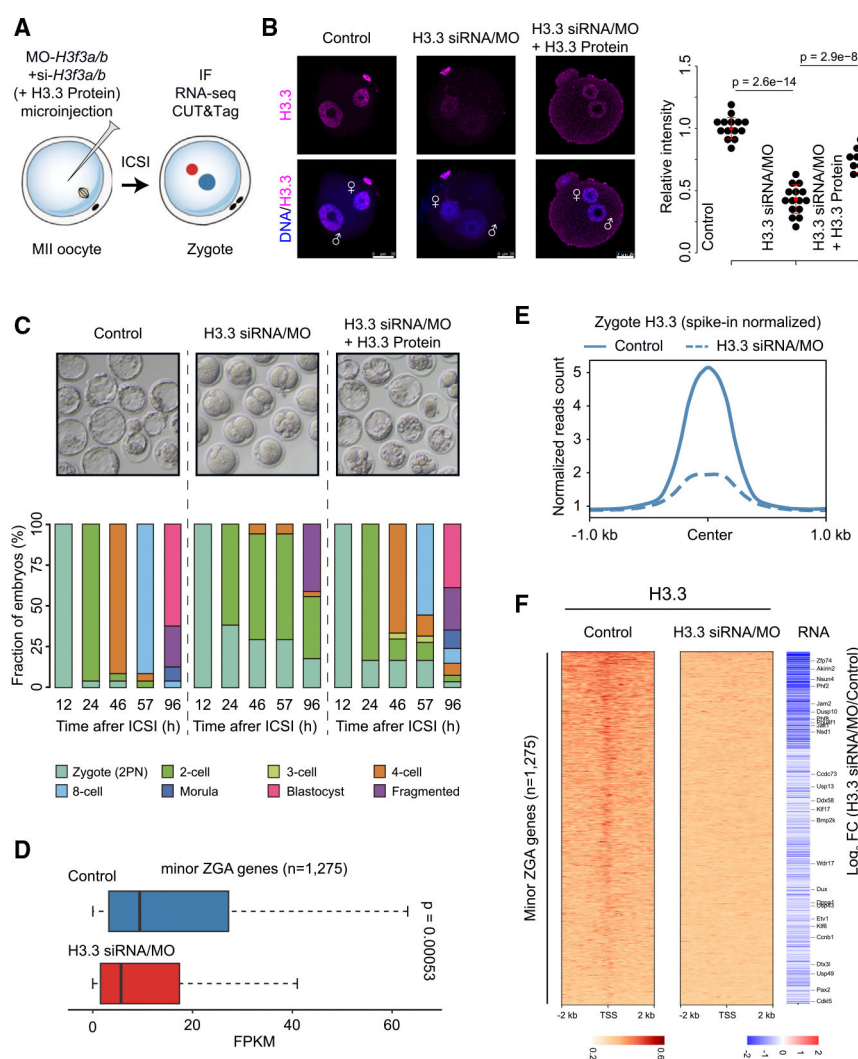 A
MO-H3f3a/b
+si-H3f3a/b
(+ H3.3 Protein)
microinjection
IF
RNA-seq
CUT&Tag
ICSI
MII oocyte
Zygote
B
Control
H3.3 siRNA/MO
H3.3 siRNA/MO
+ H3.3 Protein
H3.3
DNA/H3.3
♀
♂
♀
♂
♀
♂
Relative intensity
1.5
1.0
0.5
0.0
p = 2.6e−14
p = 2.9e−8
Control
H3.3 siRNA/MO
H3.3 siRNA/MO
+ H3.3 Protein
C
Control
H3.3 siRNA/MO
H3.3 siRNA/MO
+ H3.3 Protein
Fraction of embryos (%)
100
75
50
25
0
12 24 46 57 96
12 24 46 57 96
12 24 46 57 96
Time afrer ICSI (h)
Time afrer ICSI (h)
Time afrer ICSI (h)
Zygote (2PN)
2-cell
3-cell
4-cell
8-cell
Morula
Blastocyst
Fragmented
D
minor ZGA genes (n=1,275)
Control
H3.3 siRNA/MO
p = 0.00053
0 20 40 60
FPKM
E
Zygote H3.3 (spike-in normalized)
Control
H3.3 siRNA/MO
Normalized reads count
5
4
3
2
1
-1.0 kb
Center
1.0 kb
F
H3.3
Control
H3.3 siRNA/MO
RNA
Minor ZGA genes (n=1,275)
Zfp74
Akirin2
Nsun4
Phf2
Jam2
Dusp10
Nsd1
Ccdc73
Usp13
Ddx58
Klf17
Bmp2k
Wdr17
Dux
Etv1
Klf6
Ccnb1
Dtx3l
Usp49
Pax2
Cdkl5
Log₂ FC (H3.3 siRNA/MO/Control)
-2 kb TSS 2 kb
-2 kb TSS 2 kb
0.2
0.6
-2 0 2